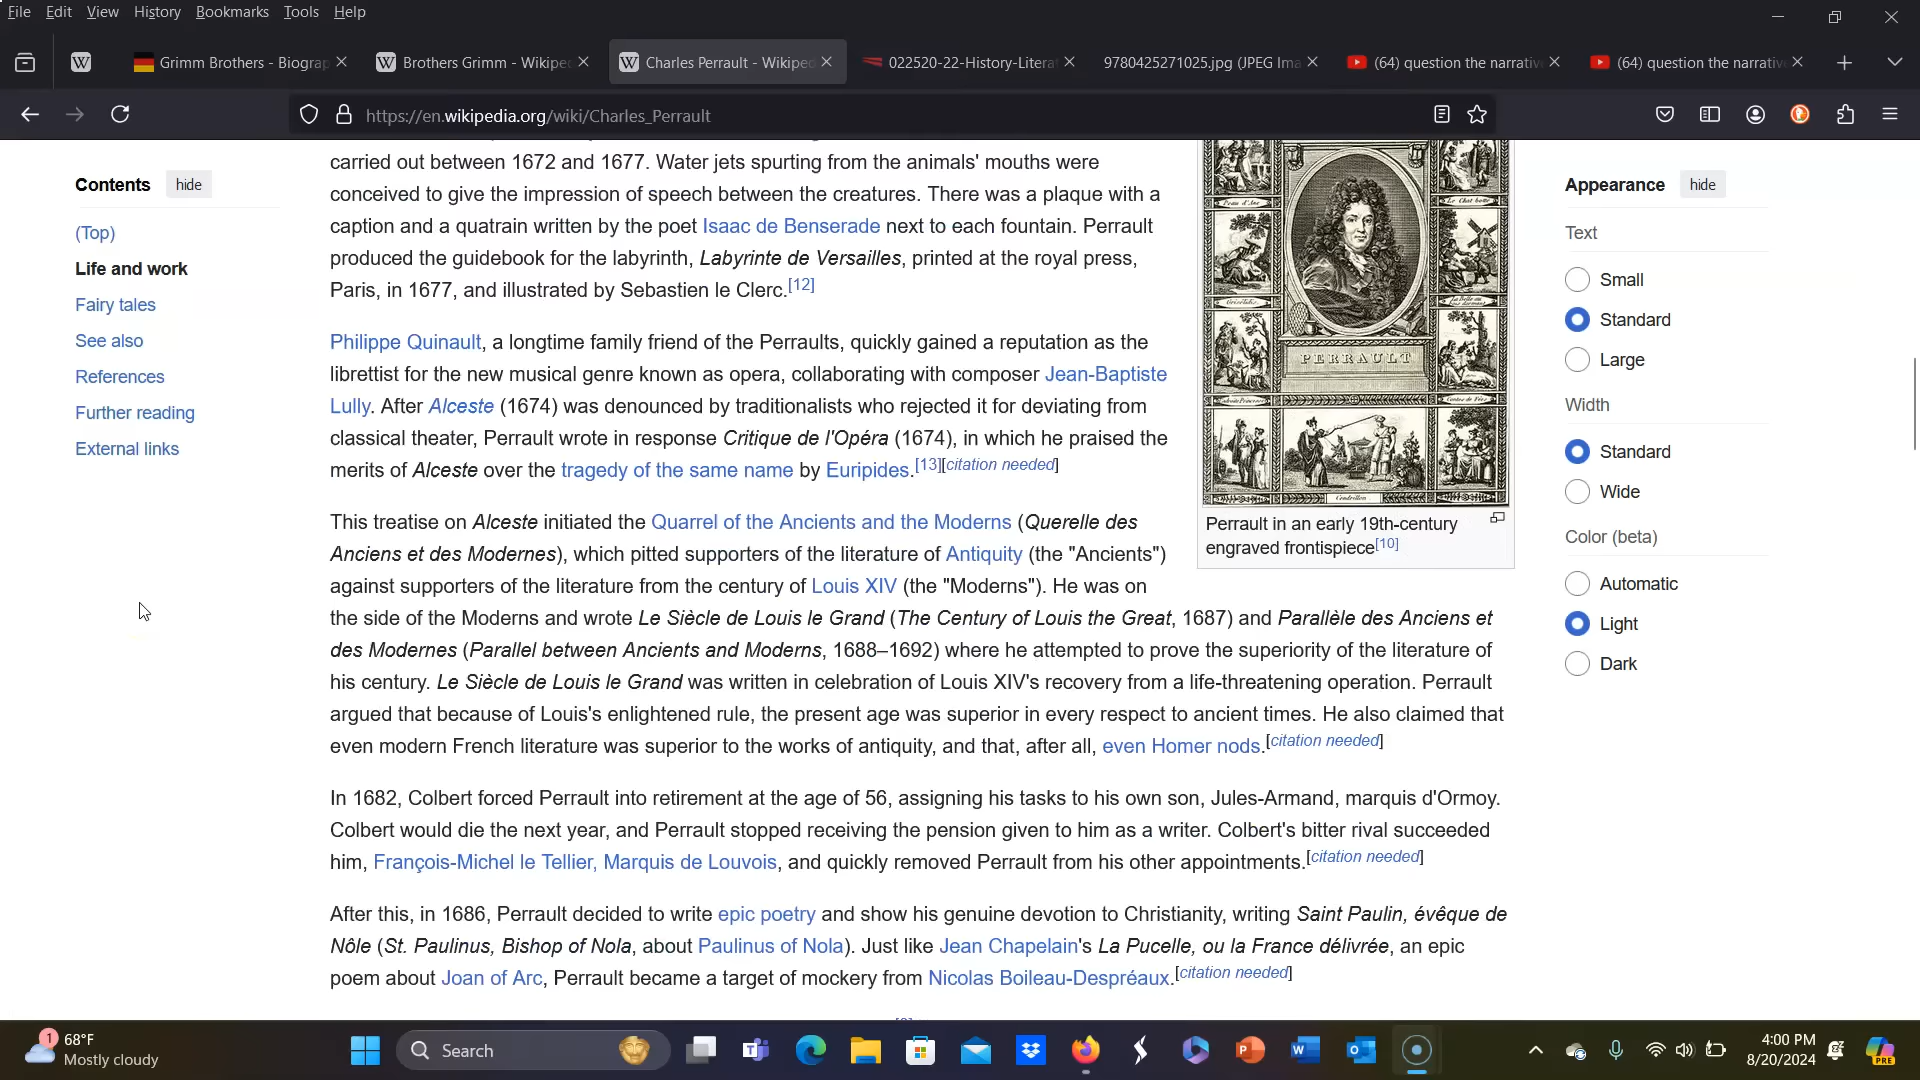 File Edit View History Bookmarks Tools Help
Grimm Brothers - Biograp
Brothers Grimm - Wikipe
Charles Perrault - Wikipe
022520-22-History-Litera
9780425271025.jpg (JPEG Ima
(64) question the narrativ
(64) question the narrativ
https://en.wikipedia.org/wiki/Charles_Perrault
Contents hide
(Top)
Life and work
Fairy tales
See also
References
Further reading
External links
carried out between 1672 and 1677. Water jets spurting from the animals' mouths were
conceived to give the impression of speech between the creatures. There was a plaque with a
caption and a quatrain written by the poet Isaac de Benserade next to each fountain. Perrault
produced the guidebook for the labyrinth, Labyrinte de Versailles, printed at the royal press,
Paris, in 1677, and illustrated by Sebastien le Clerc.[12]
Philippe Quinault, a longtime family friend of the Perraults, quickly gained a reputation as the
librettist for the new musical genre known as opera, collaborating with composer Jean-Baptiste
Lully. After Alceste (1674) was denounced by traditionalists who rejected it for deviating from
classical theater, Perrault wrote in response Critique de l'Opéra (1674), in which he praised the
merits of Alceste over the tragedy of the same name by Euripides.[13][citation needed]
This treatise on Alceste initiated the Quarrel of the Ancients and the Moderns (Querelle des
Anciens et des Modernes), which pitted supporters of the literature of Antiquity (the "Ancients")
against supporters of the literature from the century of Louis XIV (the "Moderns"). He was on
the side of the Moderns and wrote Le Siècle de Louis le Grand (The Century of Louis the Great, 1687) and Parallèle des Anciens et
des Modernes (Parallel between Ancients and Moderns, 1688–1692) where he attempted to prove the superiority of the literature of
his century. Le Siècle de Louis le Grand was written in celebration of Louis XIV's recovery from a life-threatening operation. Perrault
argued that because of Louis's enlightened rule, the present age was superior in every respect to ancient times. He also claimed that
even modern French literature was superior to the works of antiquity, and that, after all, even Homer nods.[citation needed]
In 1682, Colbert forced Perrault into retirement at the age of 56, assigning his tasks to his own son, Jules-Armand, marquis d'Ormoy.
Colbert would die the next year, and Perrault stopped receiving the pension given to him as a writer. Colbert's bitter rival succeeded
him, François-Michel le Tellier, Marquis de Louvois, and quickly removed Perrault from his other appointments.[citation needed]
After this, in 1686, Perrault decided to write epic poetry and show his genuine devotion to Christianity, writing Saint Paulin, évêque de
Nôle (St. Paulinus, Bishop of Nola, about Paulinus of Nola). Just like Jean Chapelain's La Pucelle, ou la France délivrée, an epic
poem about Joan of Arc, Perrault became a target of mockery from Nicolas Boileau-Despréaux.[citation needed]
PERRAULT
Perrault in an early 19th-century
engraved frontispiece[10]
Appearance hide
Text
Small
Standard
Large
Width
Standard
Wide
Color (beta)
Automatic
Light
Dark
1
68°F
Mostly cloudy
Search
4:00 PM
8/20/2024
PRE